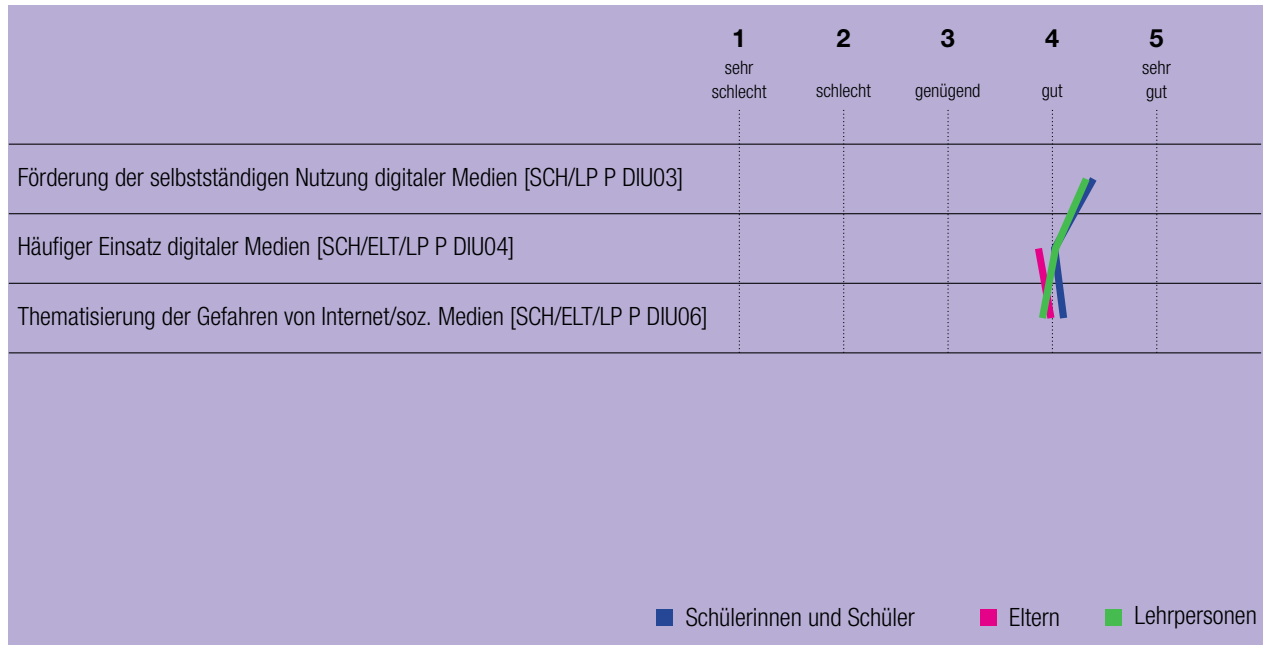 1 2 3 4 5
sehr schlecht schlecht genügend gut sehr gut
Förderung der selbstständigen Nutzung digitaler Medien [SCH/LP P DIU03]
Häufiger Einsatz digitaler Medien [SCH/ELT/LP P DIU04]
Thematisierung der Gefahren von Internet/soz. Medien [SCH/ELT/LP P DIU06]
Schülerinnen und Schüler Eltern Lehrpersonen